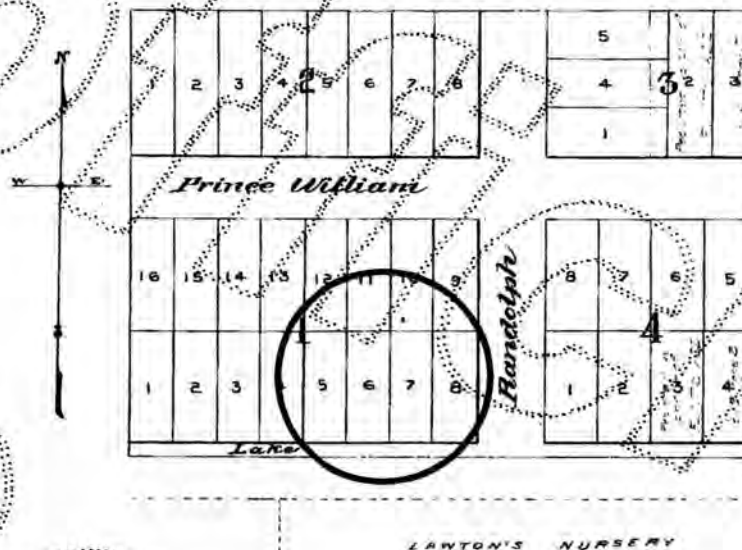 N
W E
S
1 2 3 4 5 6 7 8
2
5
4
1
3
2 3
Prince William
16 15 14 13 12 11 10 9
1
1 2 3 4 5 6 7 8
Randolph
8 7 6 5
4
1 2 3 4
Lake
LAWTON'S NURSERY